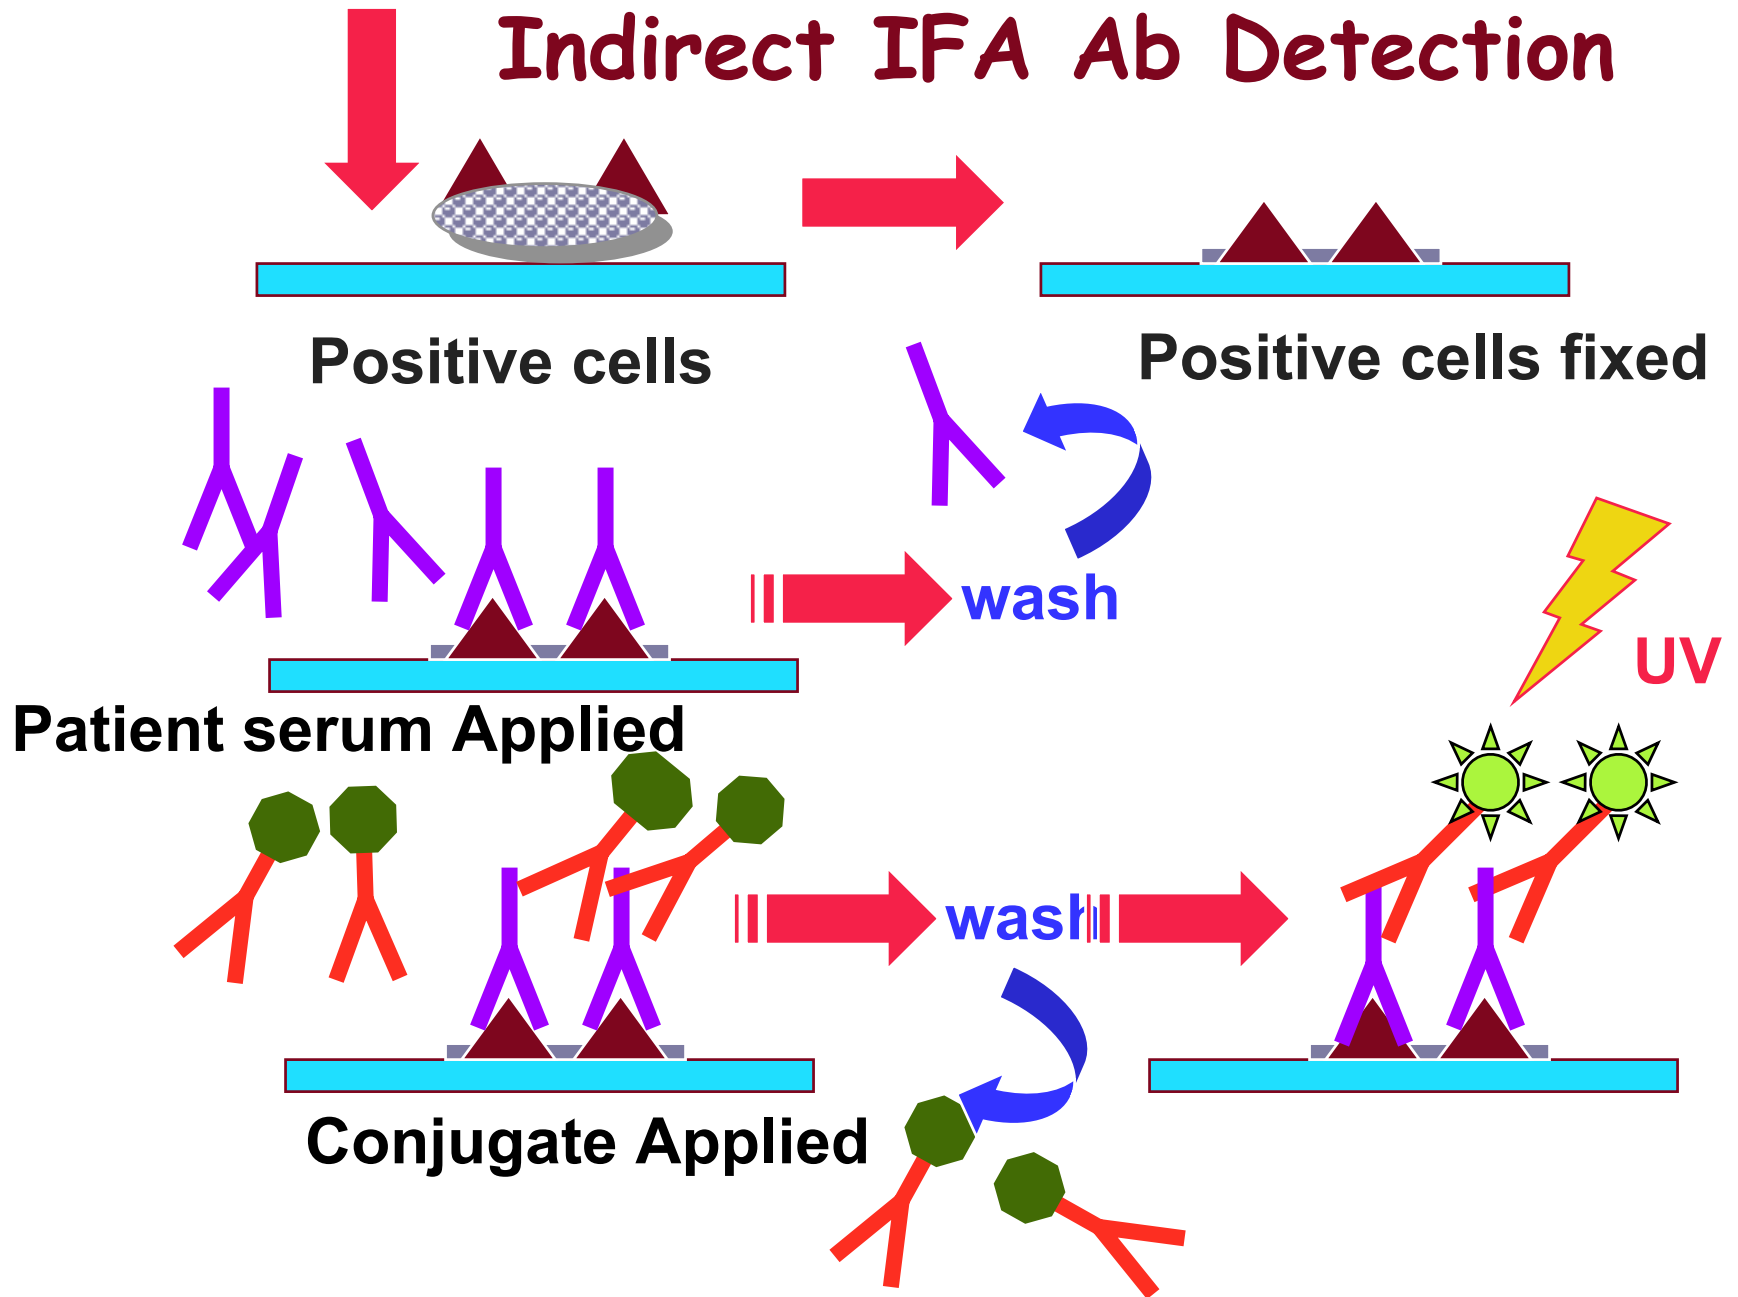 Indirect IFA Ab Detection
Positive cells
Positive cells fixed
wash
UV
Patient serum Applied
wash
Conjugate Applied